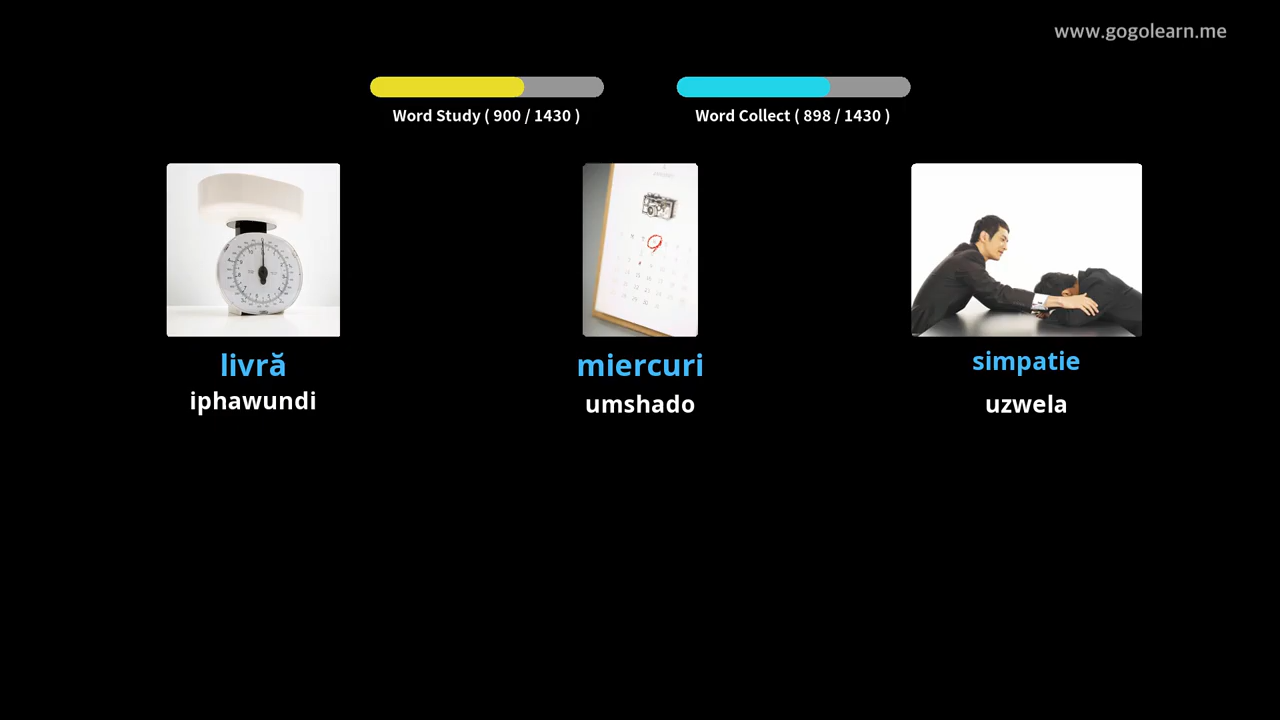 www.gogolearn.me
Word Study ( 900 / 1430 )
Word Collect ( 898 / 1430 )
livră
miercuri
simpatie
iphawundi
umshado
uzwela